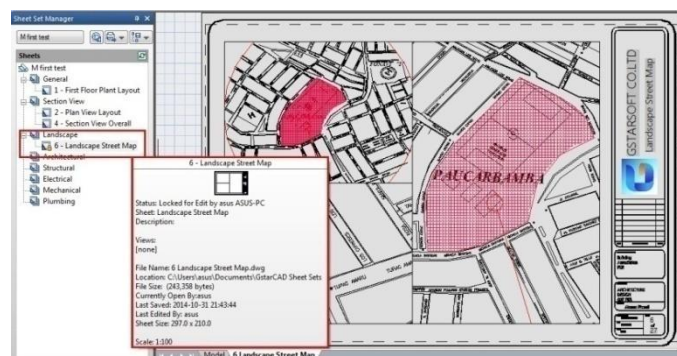 Sheet Set Manager
M first test
Sheets
M first test
General
1 - First Floor Plant Layout
Section View
2 - Plan View Layout
4 - Section View Overall
Landscape
6 - Landscape Street Map
Architectural
Structural
Electrical
Mechanical
Plumbing
6 - Landscape Street Map
Status: Locked for Edit by asus ASUS-PC
Sheet: Landscape Street Map
Description:
Views:
[none]
File Name: 6 Landscape Street Map.dwg
Location: C:\Users\asus\Documents\GstarCAD Sheet Sets
File Size: (243,358 bytes)
Currently Open By:asus
Last Saved: 2014-10-31 21:43:44
Last Edited By: asus
Sheet Size: 297.0 x 210.0
Scale: 1:100
PAUCARBAMBA
GSTARSOFT CO.LTD
Landscape Street Map
Model
6 Landscape Street Map